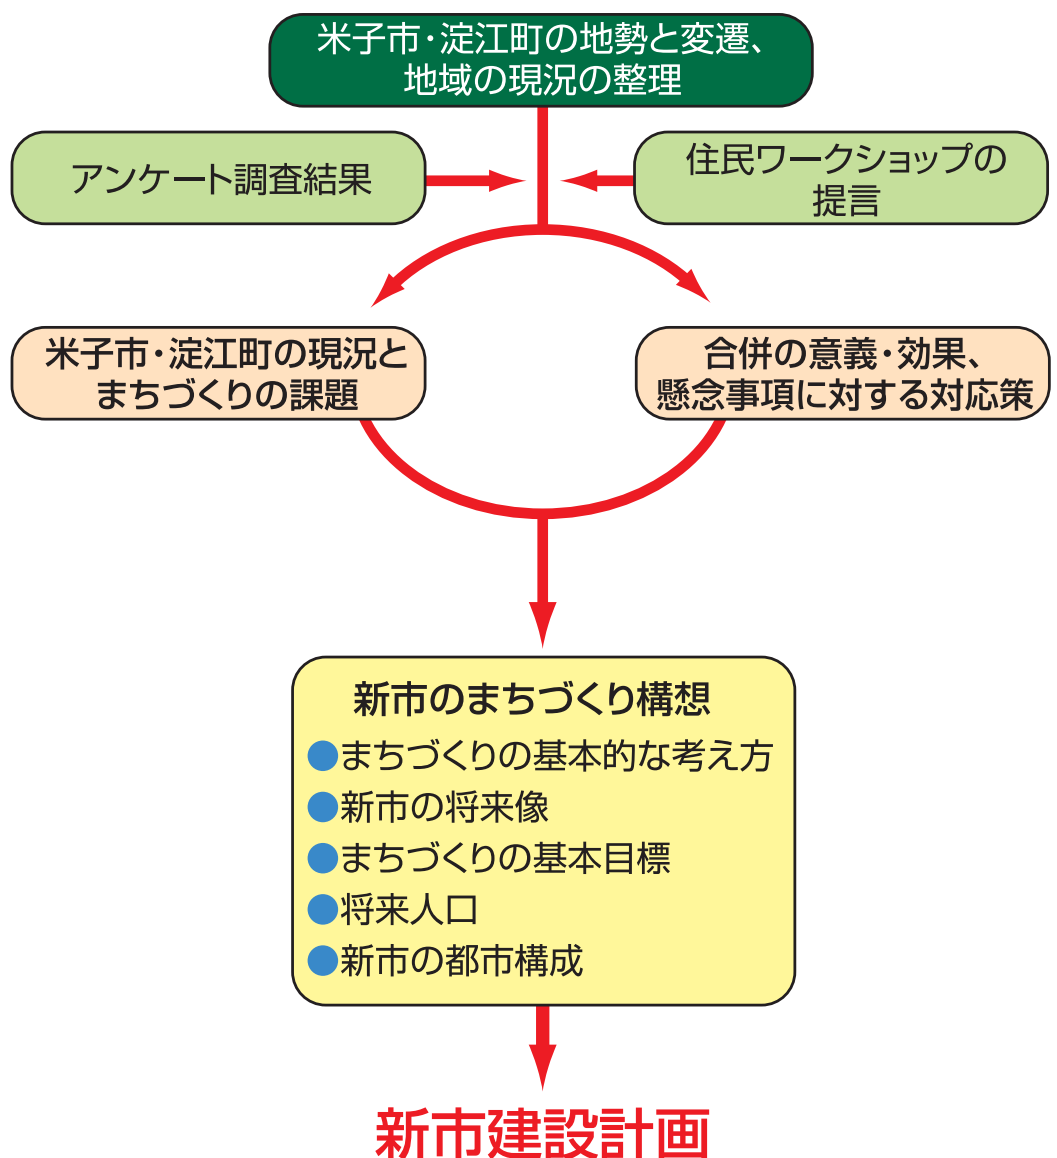 米子市・淀江町の地勢と変遷、
地域の現況の整理
アンケート調査結果
住民ワークショップの
提言
米子市・淀江町の現況と
まちづくりの課題
合併の意義・効果、
懸念事項に対する対応策
新市のまちづくり構想
●まちづくりの基本的な考え方
●新市の将来像
●まちづくりの基本目標
●将来人口
●新市の都市構成
新市建設計画